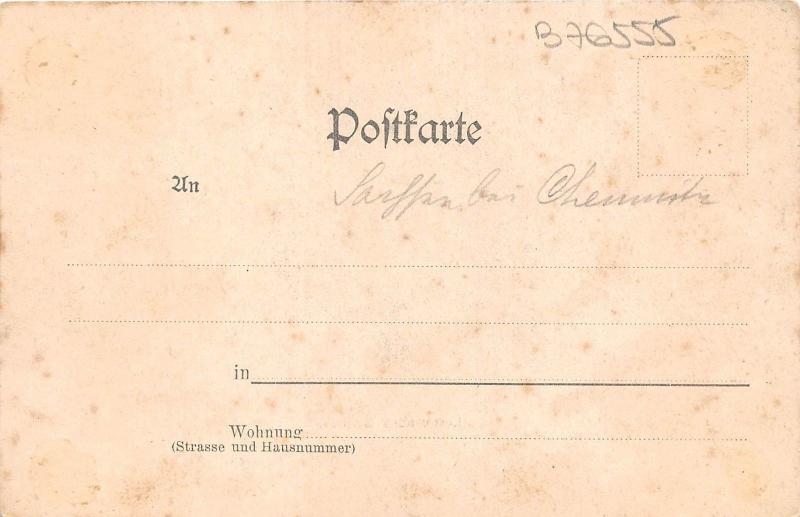 B76555
Poſtkarte
An
Sachsen bei Chemnitz
in
Wohnung
(Strasse und Hausnummer)